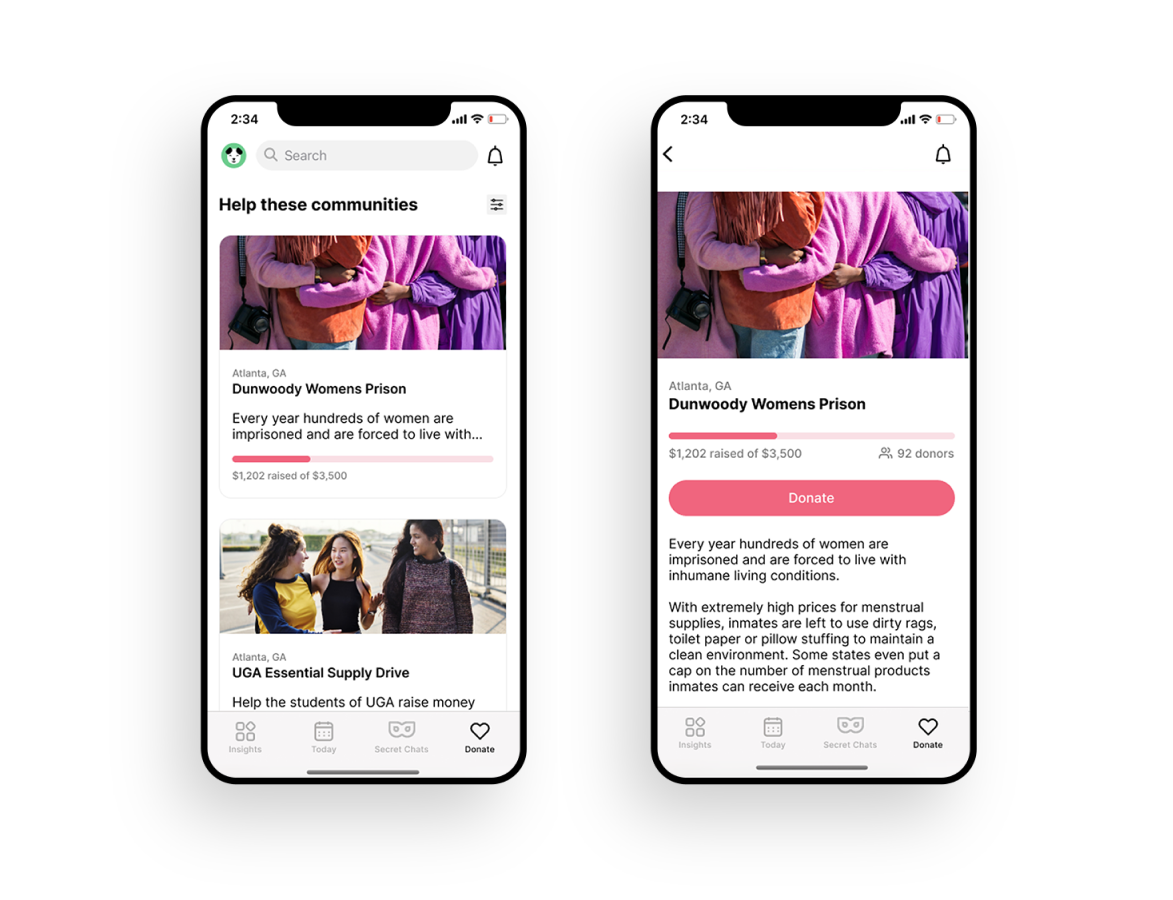 2:34
Search
Help these communities
Atlanta, GA
Dunwoody Womens Prison
Every year hundreds of women are
imprisoned and are forced to live with...
$1,202 raised of $3,500
Atlanta, GA
UGA Essential Supply Drive
Help the students of UGA raise money
Insights
Today
Secret Chats
Donate
2:34
Atlanta, GA
Dunwoody Womens Prison
$1,202 raised of $3,500
92 donors
Donate
Every year hundreds of women are
imprisoned and are forced to live with
inhumane living conditions.
With extremely high prices for menstrual
supplies, inmates are left to use dirty rags,
toilet paper or pillow stuffing to maintain a
clean environment. Some states even put a
cap on the number of menstrual products
inmates can receive each month.
Insights
Today
Secret Chats
Donate